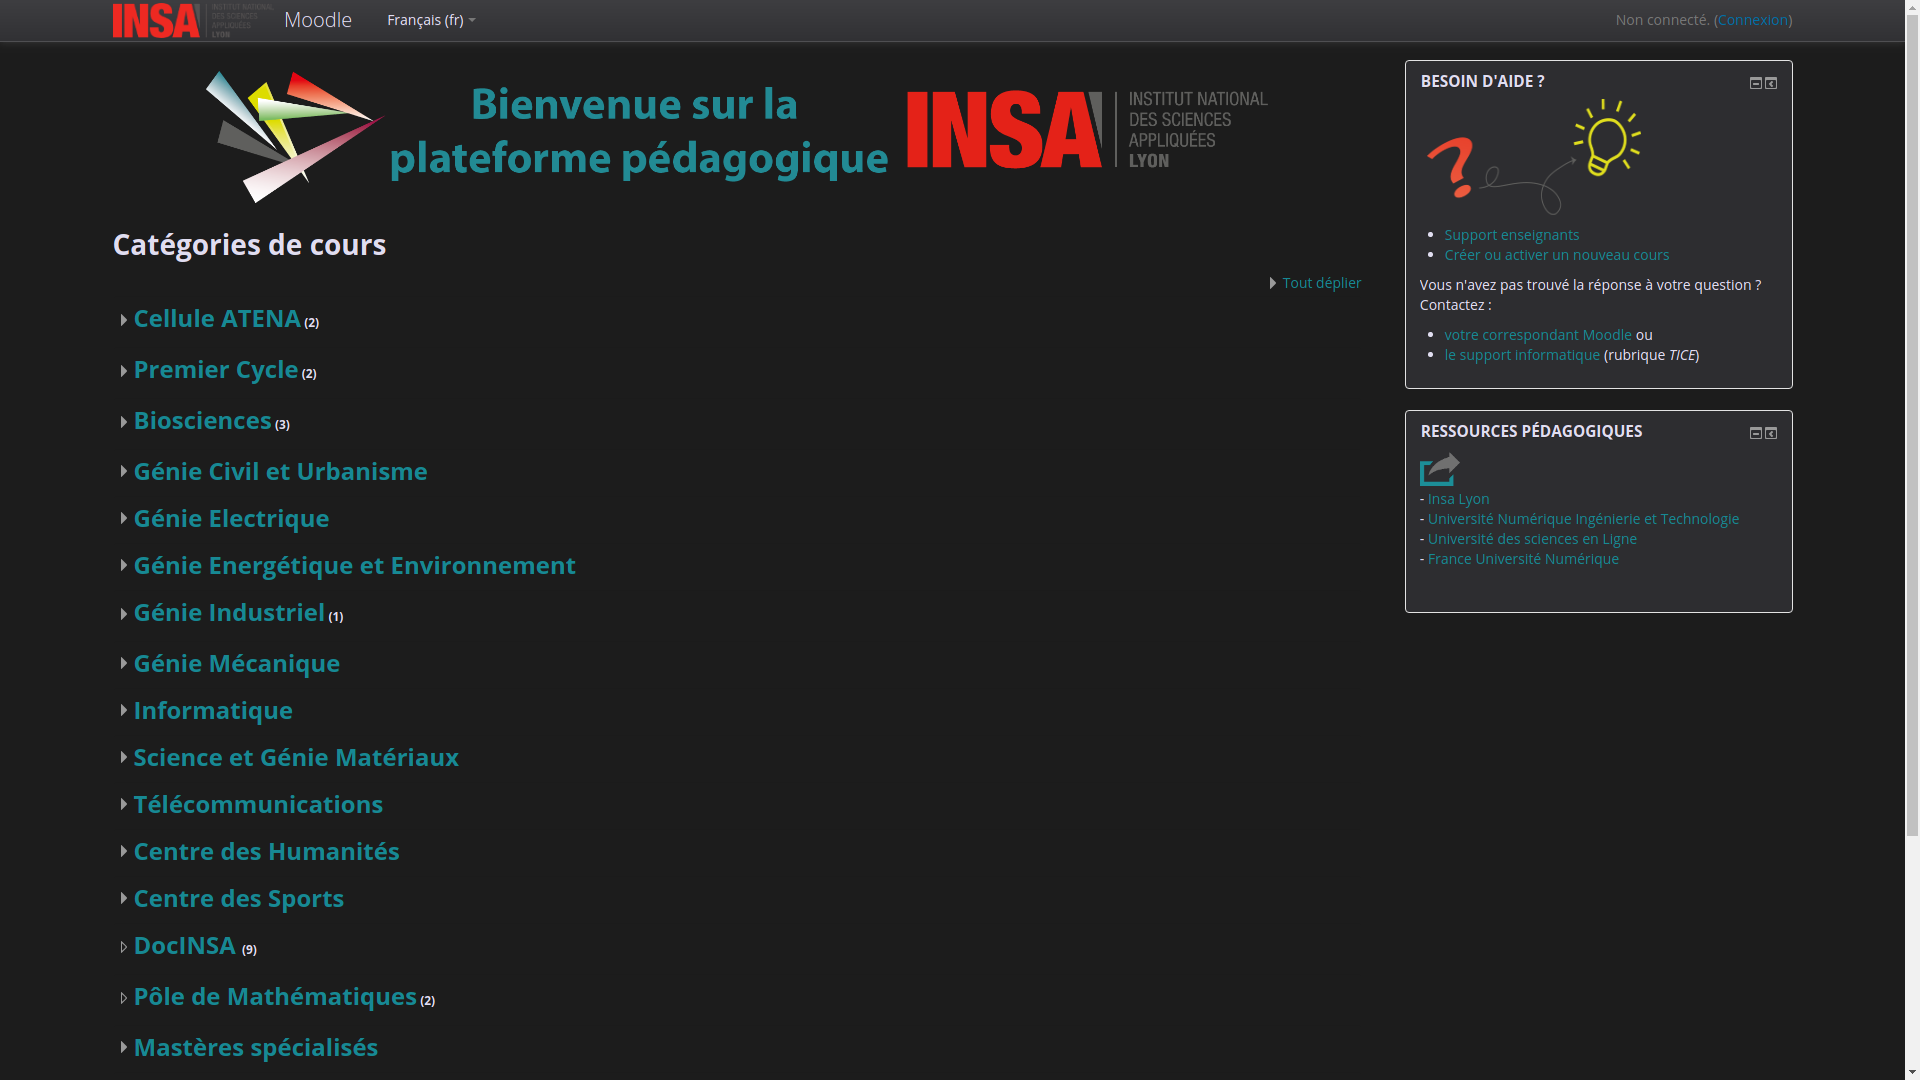 INSA INSTITUT NATIONAL
DES SCIENCES
APPLIQUÉES
LYON
Moodle
Français (fr)
Non connecté. (Connexion)
Bienvenue sur la
plateforme pédagogique
INSA INSTITUT NATIONAL
DES SCIENCES
APPLIQUÉES
LYON
Catégories de cours
Tout déplier
Cellule ATENA (2)
Premier Cycle (2)
Biosciences (3)
Génie Civil et Urbanisme
Génie Electrique
Génie Energétique et Environnement
Génie Industriel (1)
Génie Mécanique
Informatique
Science et Génie Matériaux
Télécommunications
Centre des Humanités
Centre des Sports
DocINSA (9)
Pôle de Mathématiques (2)
Mastères spécialisés
BESOIN D'AIDE ?
Support enseignants
Créer ou activer un nouveau cours
Vous n'avez pas trouvé la réponse à votre question ?
Contactez :
votre correspondant Moodle ou
le support informatique (rubrique TICE)
RESSOURCES PÉDAGOGIQUES
- Insa Lyon
- Université Numérique Ingénierie et Technologie
- Université des sciences en Ligne
- France Université Numérique